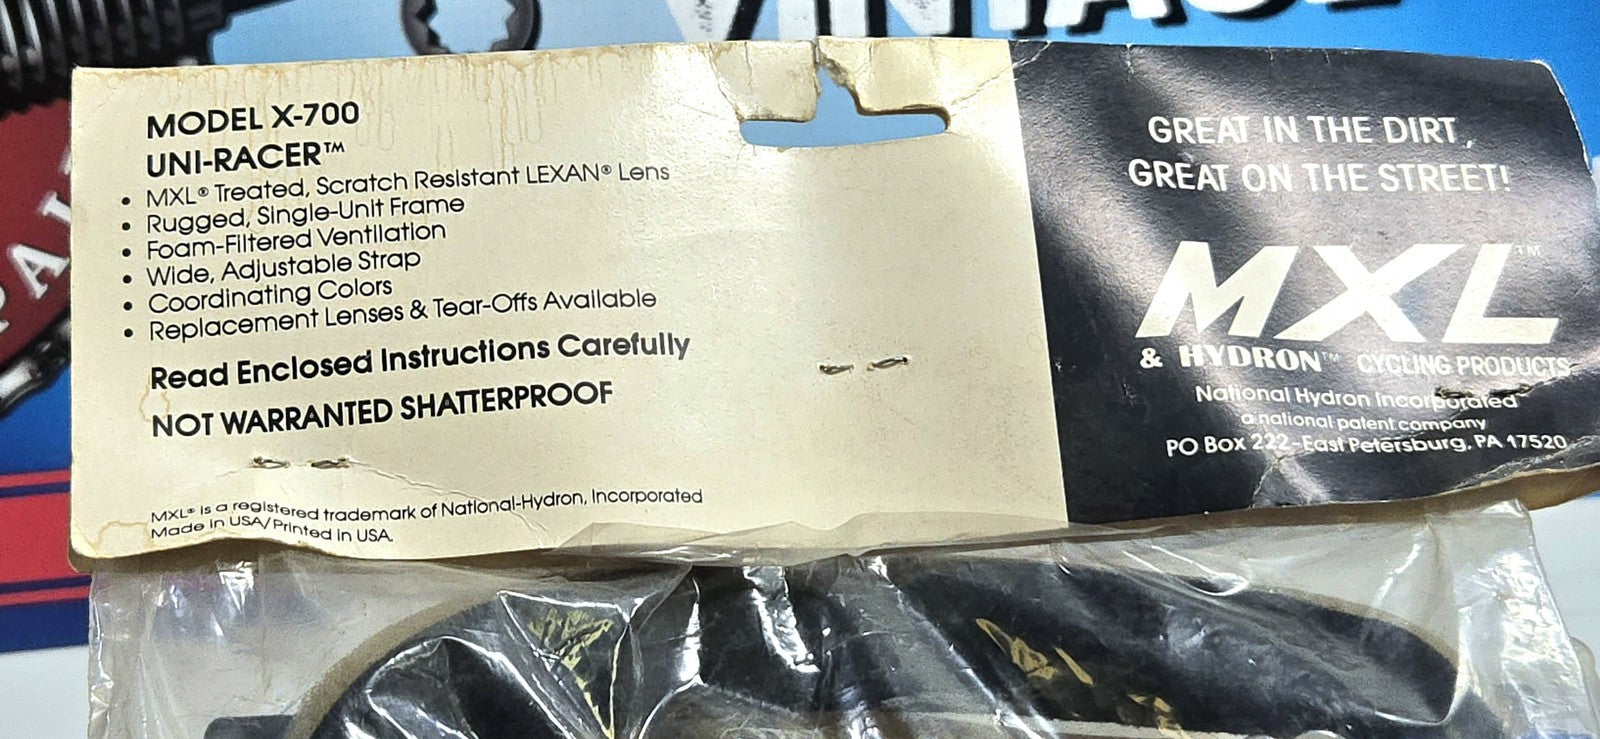 VINTAGE
MODEL X-700
UNI-RACER™
• MXL® Treated, Scratch Resistant LEXAN® Lens
• Rugged, Single-Unit Frame
• Foam-Filtered Ventilation
• Wide, Adjustable Strap
• Coordinating Colors
• Replacement Lenses & Tear-Offs Available
Read Enclosed Instructions Carefully
NOT WARRANTED SHATTERPROOF
MXL® is a registered trademark of National-Hydron, Incorporated
Made in USA/Printed in USA.
GREAT IN THE DIRT,
GREAT ON THE STREET!
MXL™
& HYDRON™ CYCLING PRODUCTS
National Hydron Incorporated
a national patent company
PO Box 222-East Petersburg, PA 17520